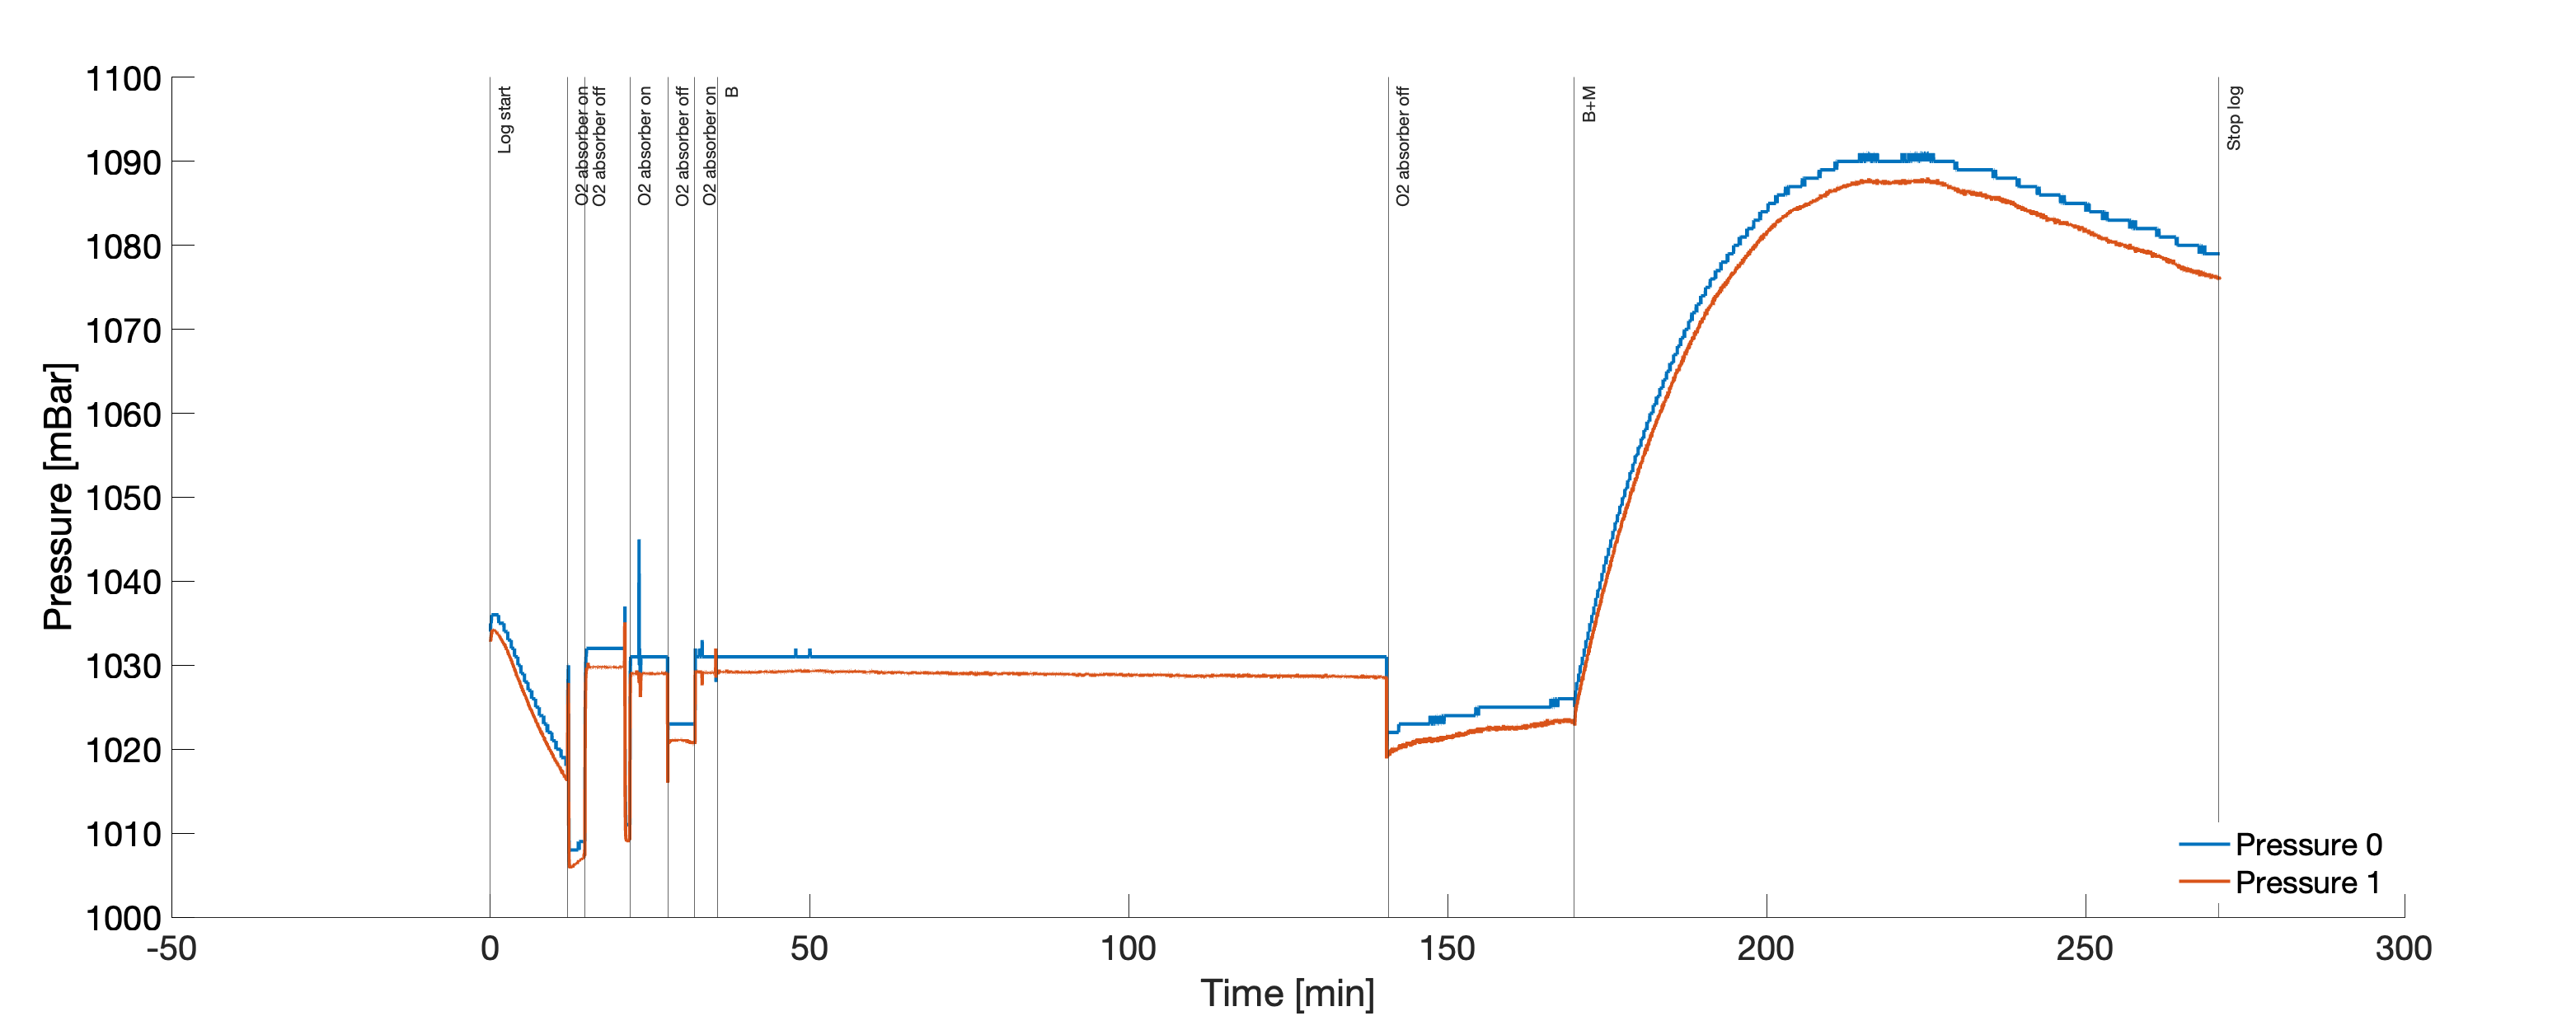 1100
1090
1080
1070
1060
1050
1040
1030
1020
1010
1000
Pressure [mBar]
Log start
O2 absorber on
O2 absorber off
O2 absorber on
O2 absorber off
O2 absorber on
B
O2 absorber off
B+M
Stop log
Pressure 0
Pressure 1
-50 0 50 100 150 200 250 300
Time [min]